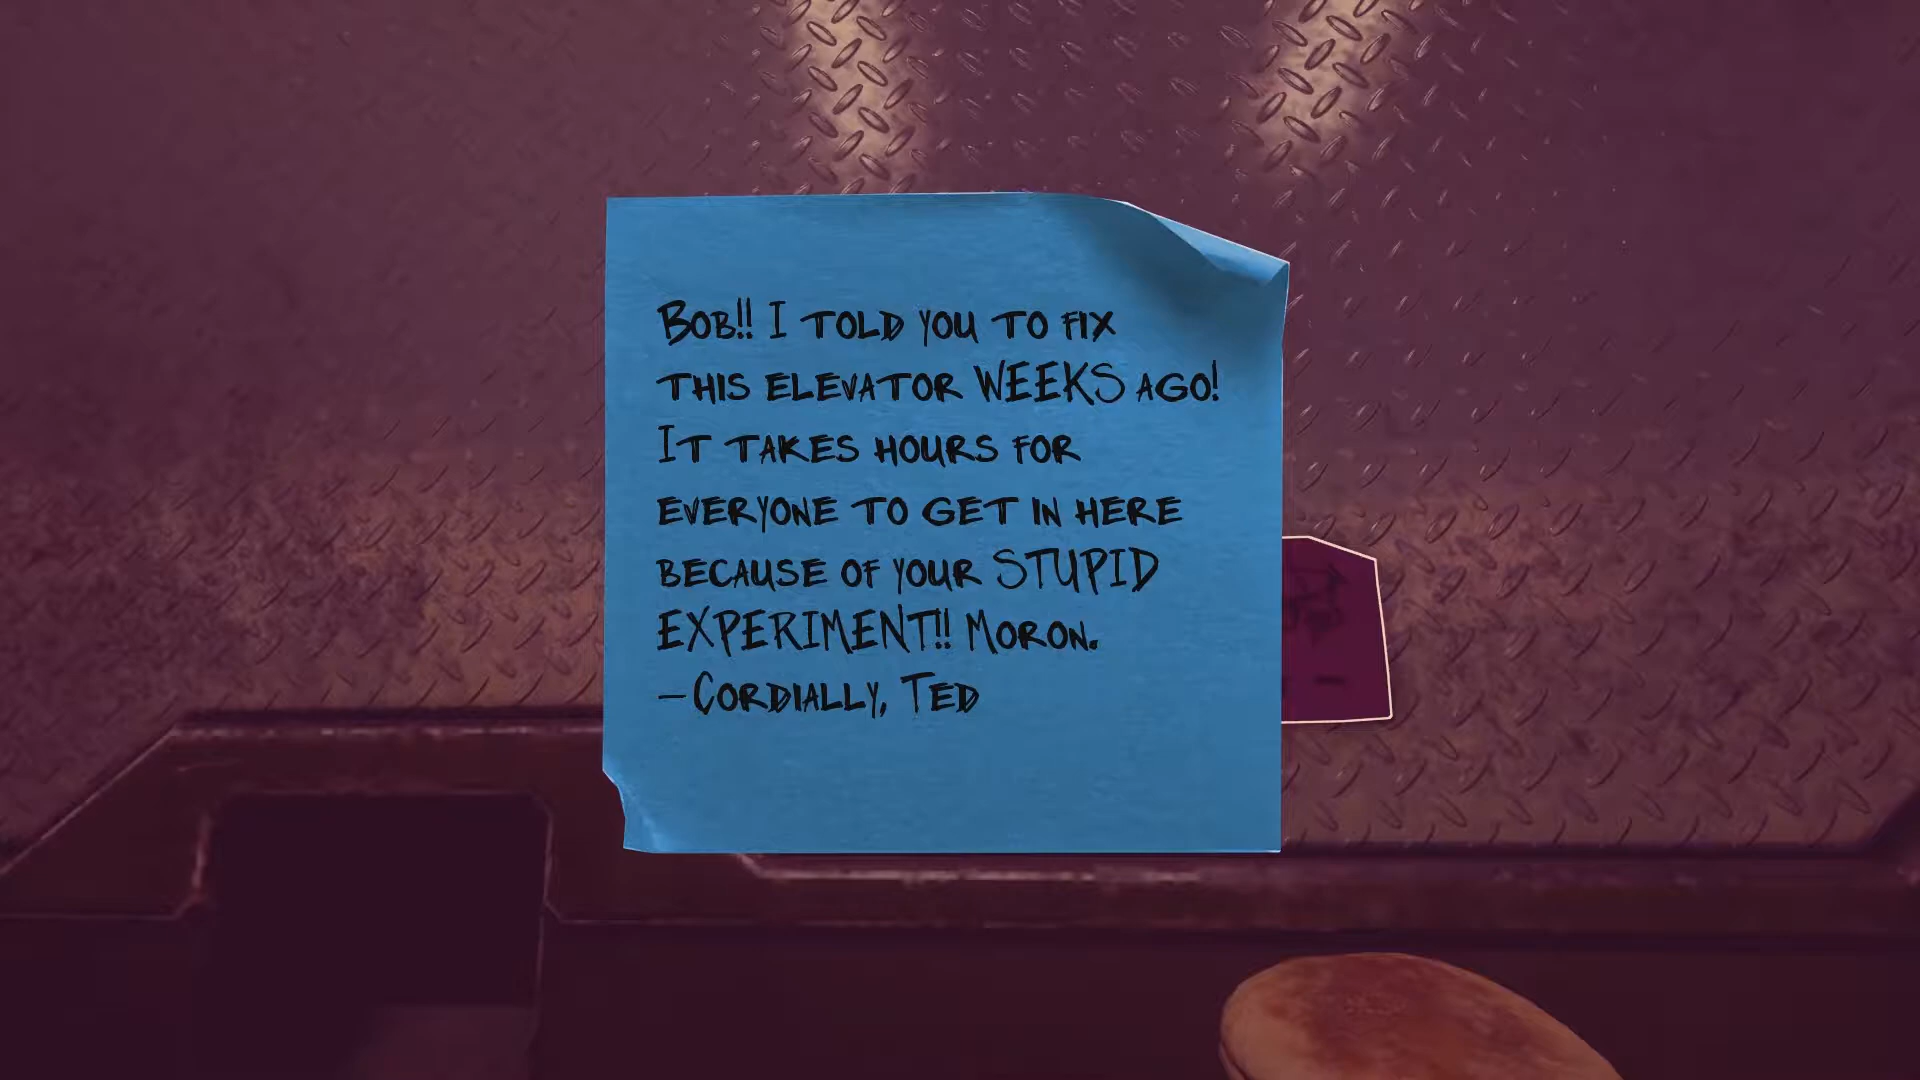 Bob!! I told you to fix
this elevator WEEKS ago!
It takes hours for
everyone to get in here
because of your STUPID
EXPERIMENT!! Moron.
– Cordially, Ted